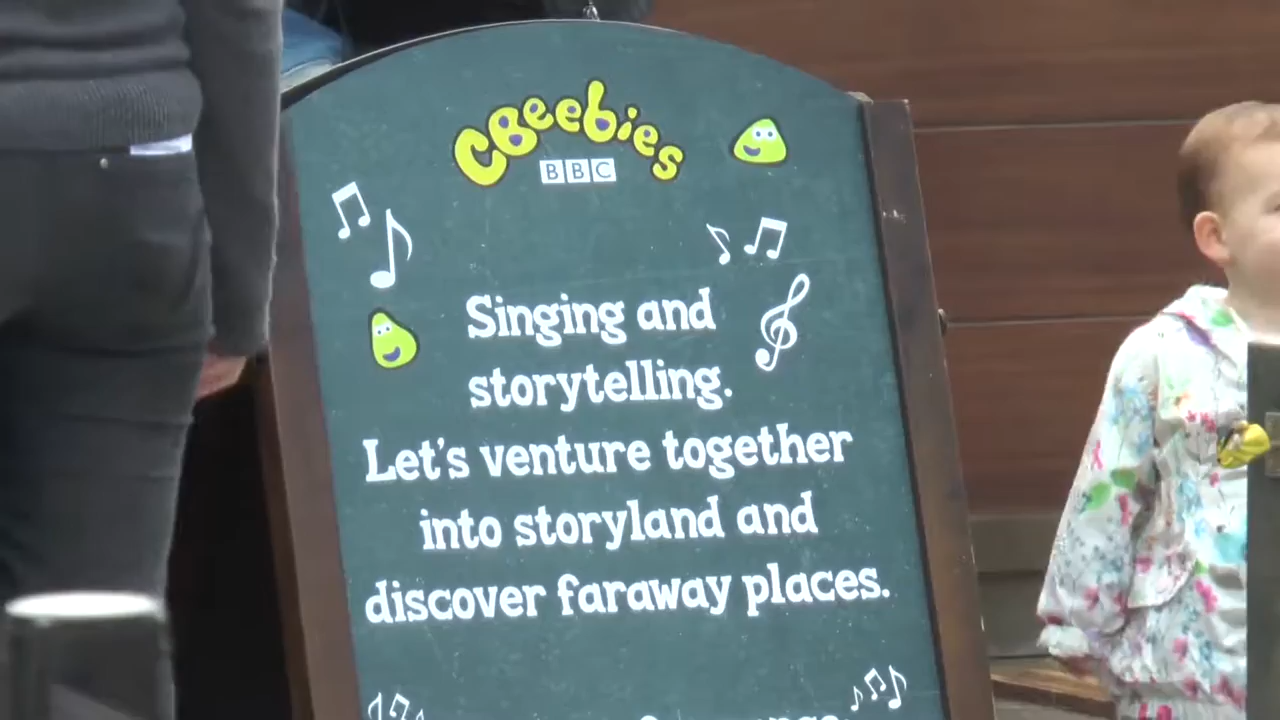 CBeebies
BBC
Singing and
storytelling.
Let's venture together
into storyland and
discover faraway places.